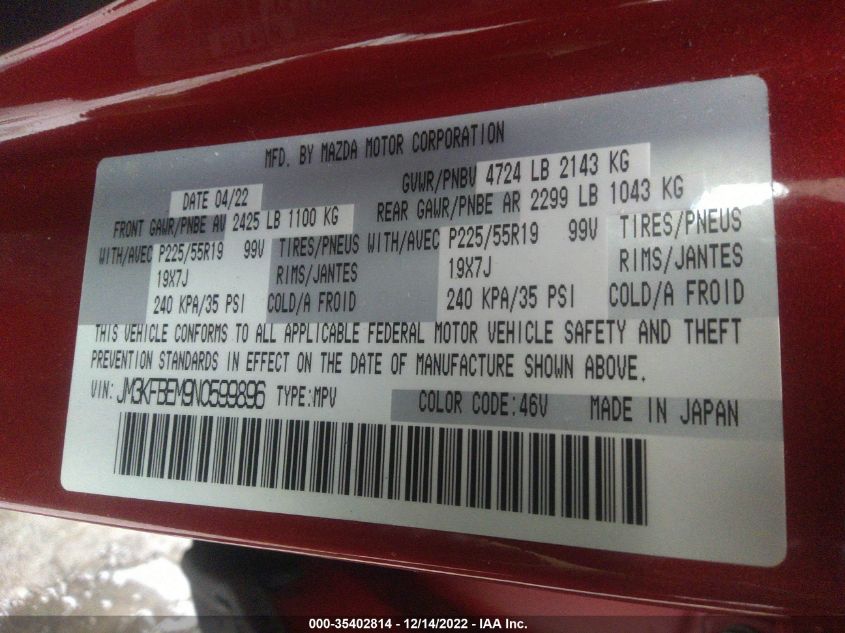 MFD. BY MAZDA MOTOR CORPORATION
DATE 04/22 GVWR/PNBV 4724 LB 2143 KG
FRONT GAWR/PNBE AV 2425 LB 1100 KG REAR GAWR/PNBE AR 2299 LB 1043 KG
WITH/AVEC P225/55R19 99V TIRES/PNEUS WITH/AVEC P225/55R19 99V TIRES/PNEUS
19X7J RIMS/JANTES 19X7J RIMS/JANTES
240 KPA/35 PSI COLD/A FROID 240 KPA/35 PSI COLD/A FROID
THIS VEHICLE CONFORMS TO ALL APPLICABLE FEDERAL MOTOR VEHICLE SAFETY AND THEFT
PREVENTION STANDARDS IN EFFECT ON THE DATE OF MANUFACTURE SHOWN ABOVE.
VIN: JM3KFBEM9N0599896 TYPE:MPV COLOR CODE:46V MADE IN JAPAN
000-35402814 - 12/14/2022 - IAA Inc.